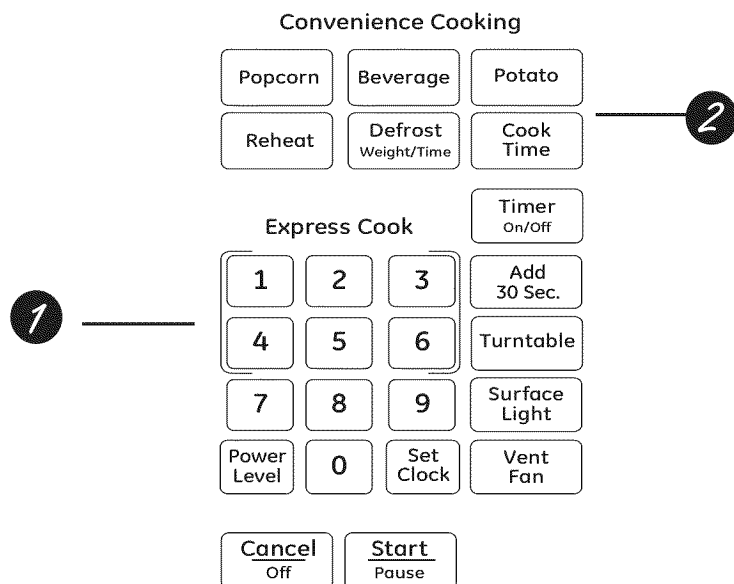 Convenience Cooking
Popcorn
Beverage
Potato
Reheat
Defrost
Weight/Time
Cook
Time
2
Timer
On/Off
Express Cook
1
2
3
Add
30 Sec.
1
4
5
6
Turntable
7
8
9
Surface
Light
Power
Level
0
Set
Clock
Vent
Fan
Cancel
Off
Start
Pause